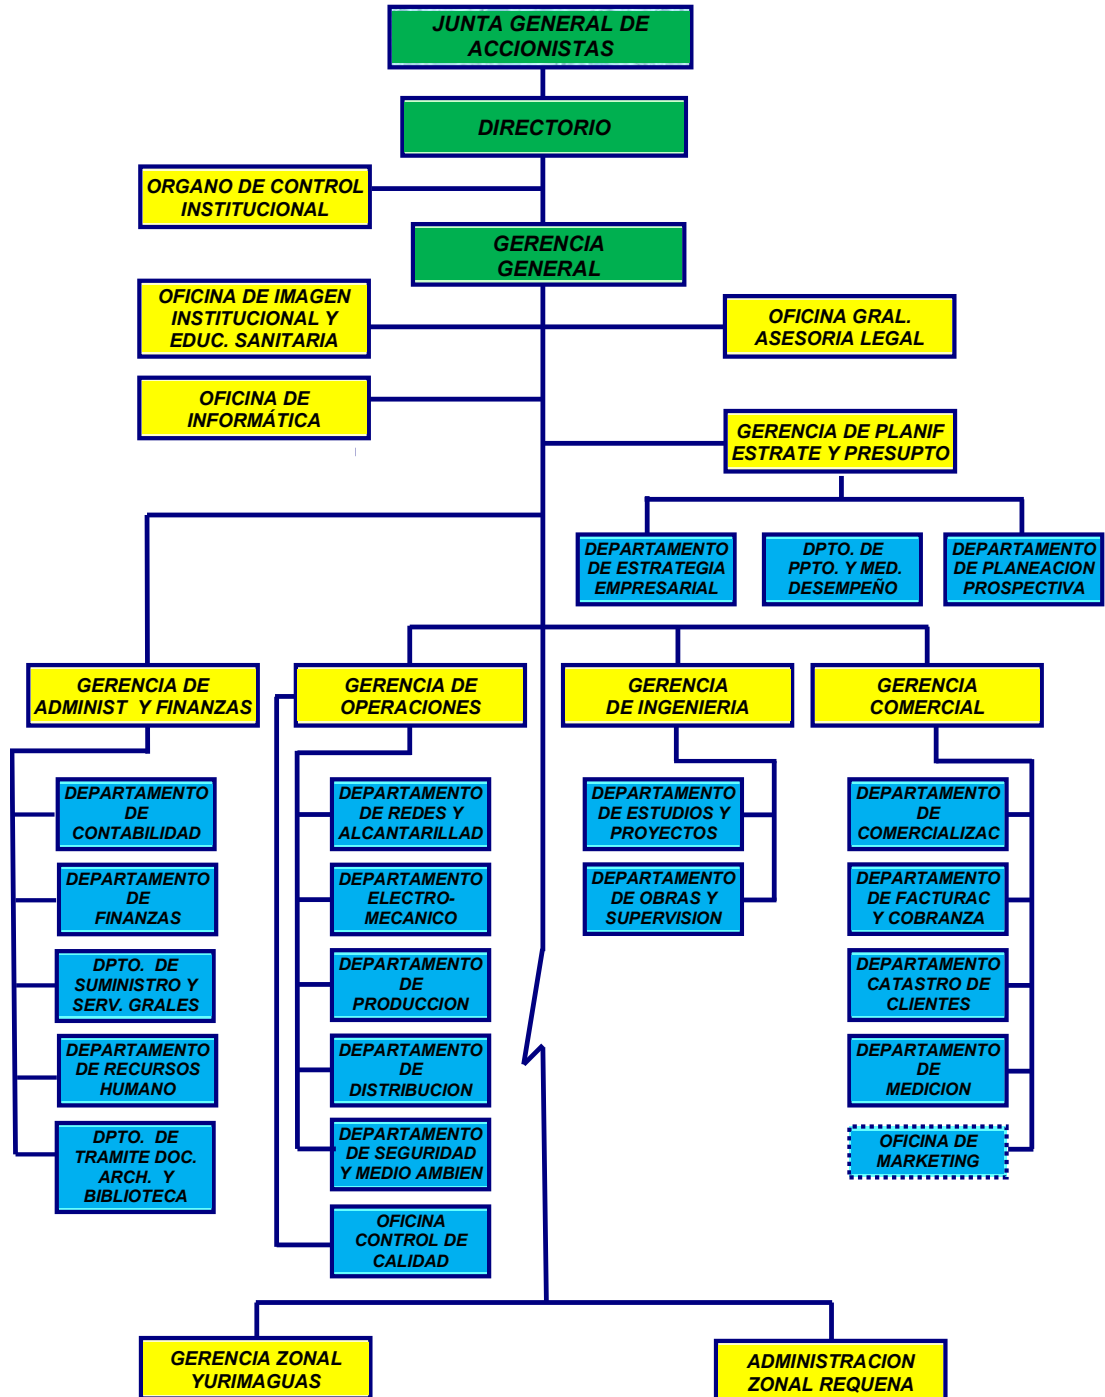 JUNTA GENERAL DE
ACCIONISTAS
DIRECTORIO
ORGANO DE CONTROL
INSTITUCIONAL
GERENCIA
GENERAL
OFICINA DE IMAGEN
INSTITUCIONAL Y
EDUC. SANITARIA
OFICINA GRAL.
ASESORIA LEGAL
OFICINA DE
INFORMÁTICA
GERENCIA DE PLANIF
ESTRATE Y PRESUPTO
DEPARTAMENTO
DE ESTRATEGIA
EMPRESARIAL
DPTO. DE
PPTO. Y MED.
DESEMPEÑO
DEPARTAMENTO
DE PLANEACION
PROSPECTIVA
GERENCIA DE
ADMINIST Y FINANZAS
GERENCIA DE
OPERACIONES
GERENCIA
DE INGENIERIA
GERENCIA
COMERCIAL
DEPARTAMENTO
DE
CONTABILIDAD
DEPARTAMENTO
DE
FINANZAS
DPTO. DE
SUMINISTRO Y
SERV. GRALES
DEPARTAMENTO
DE RECURSOS
HUMANO
DPTO. DE
TRAMITE DOC.
ARCH. Y
BIBLIOTECA
DEPARTAMENTO
DE REDES Y
ALCANTARILLAD
DEPARTAMENTO
ELECTRO-
MECANICO
DEPARTAMENTO
DE
PRODUCCION
DEPARTAMENTO
DE
DISTRIBUCION
DEPARTAMENTO
DE SEGURIDAD
Y MEDIO AMBIEN
OFICINA
CONTROL DE
CALIDAD
DEPARTAMENTO
DE ESTUDIOS Y
PROYECTOS
DEPARTAMENTO
DE OBRAS Y
SUPERVISION
DEPARTAMENTO
DE
COMERCIALIZAC
DEPARTAMENTO
DE FACTURAC
Y COBRANZA
DEPARTAMENTO
CATASTRO DE
CLIENTES
DEPARTAMENTO
DE
MEDICION
OFICINA DE
MARKETING
GERENCIA ZONAL
YURIMAGUAS
ADMINISTRACION
ZONAL REQUENA